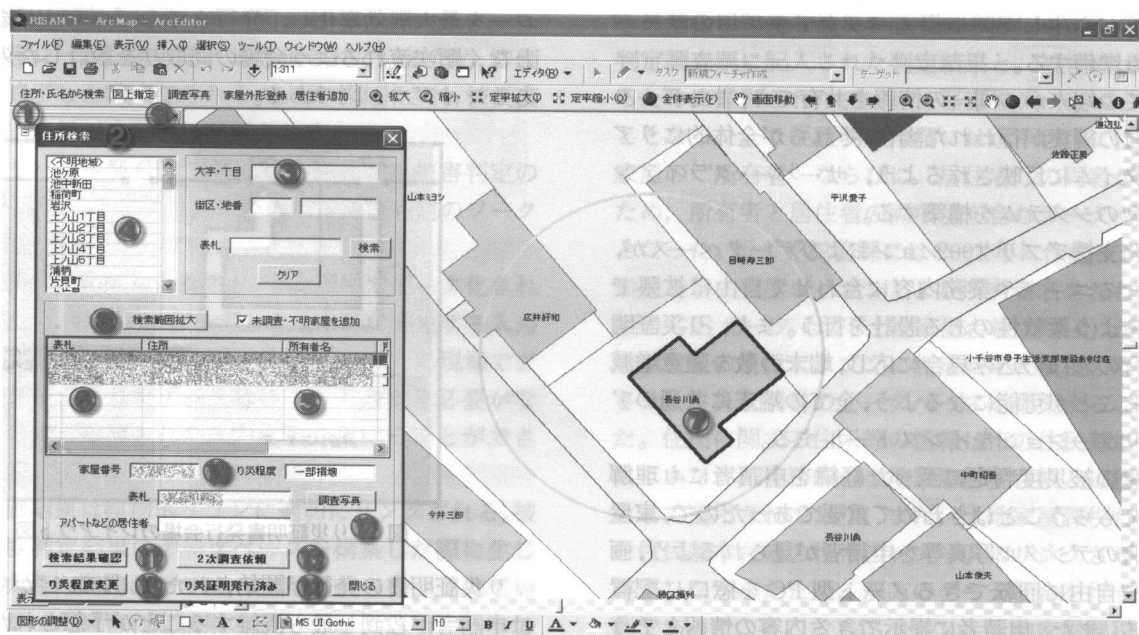 RISAI4~1 - ArcMap - ArcEditor
ファイル(F) 編集(E) 表示(V) 挿入(I) 選択(S) ツール(T) ウィンドウ(W) ヘルプ(H)
1:311 エディタ(R) タスク 新規フィーチャ作成 ターゲット
住所・氏名から検索 図上指定 調査写真 家屋外形登録 居住者追加 拡大 縮小 定率拡大(I) 定率縮小(O) 全体表示(F) 画面移動
住所検索
<不明地域>
池ケ原
池中新田
稲荷町
岩沢
上ノ山1丁目
上ノ山2丁目
上ノ山3丁目
上ノ山4丁目
上ノ山5丁目
浦柄
片貝町
大字・丁目
街区・地番
表札 検索
クリア
検索範囲拡大 未調査・不明家屋を追加
表札 住所 所有者名
家屋番号 り災程度 一部損壊
表札 調査写真
アパートなどの居住者
検索結果確認 2次調査依頼
り災程度変更 り災証明発行済み 閉じる
渡辺弘
佐藤正男
山本ミヨシ
平沢愛子
目崎寿三郎
広井好和
小千谷市母子生活支援施設
長谷川典
⑦
中町昭吾
今井三郎
山本俊夫
樋口福利
図形の調整(D) A MS UI Gothic 10 B I U A